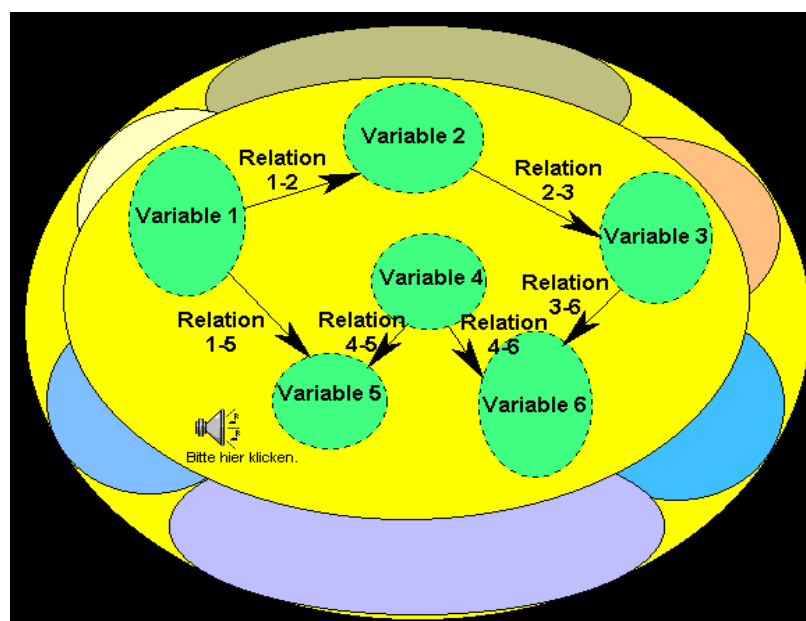 Variable 2
Relation
1-2
Relation
2-3
Variable 1
Variable 3
Variable 4
Relation
3-6
Relation
1-5
Relation
4-5
Relation
4-6
Variable 5
Variable 6
Bitte hier klicken.